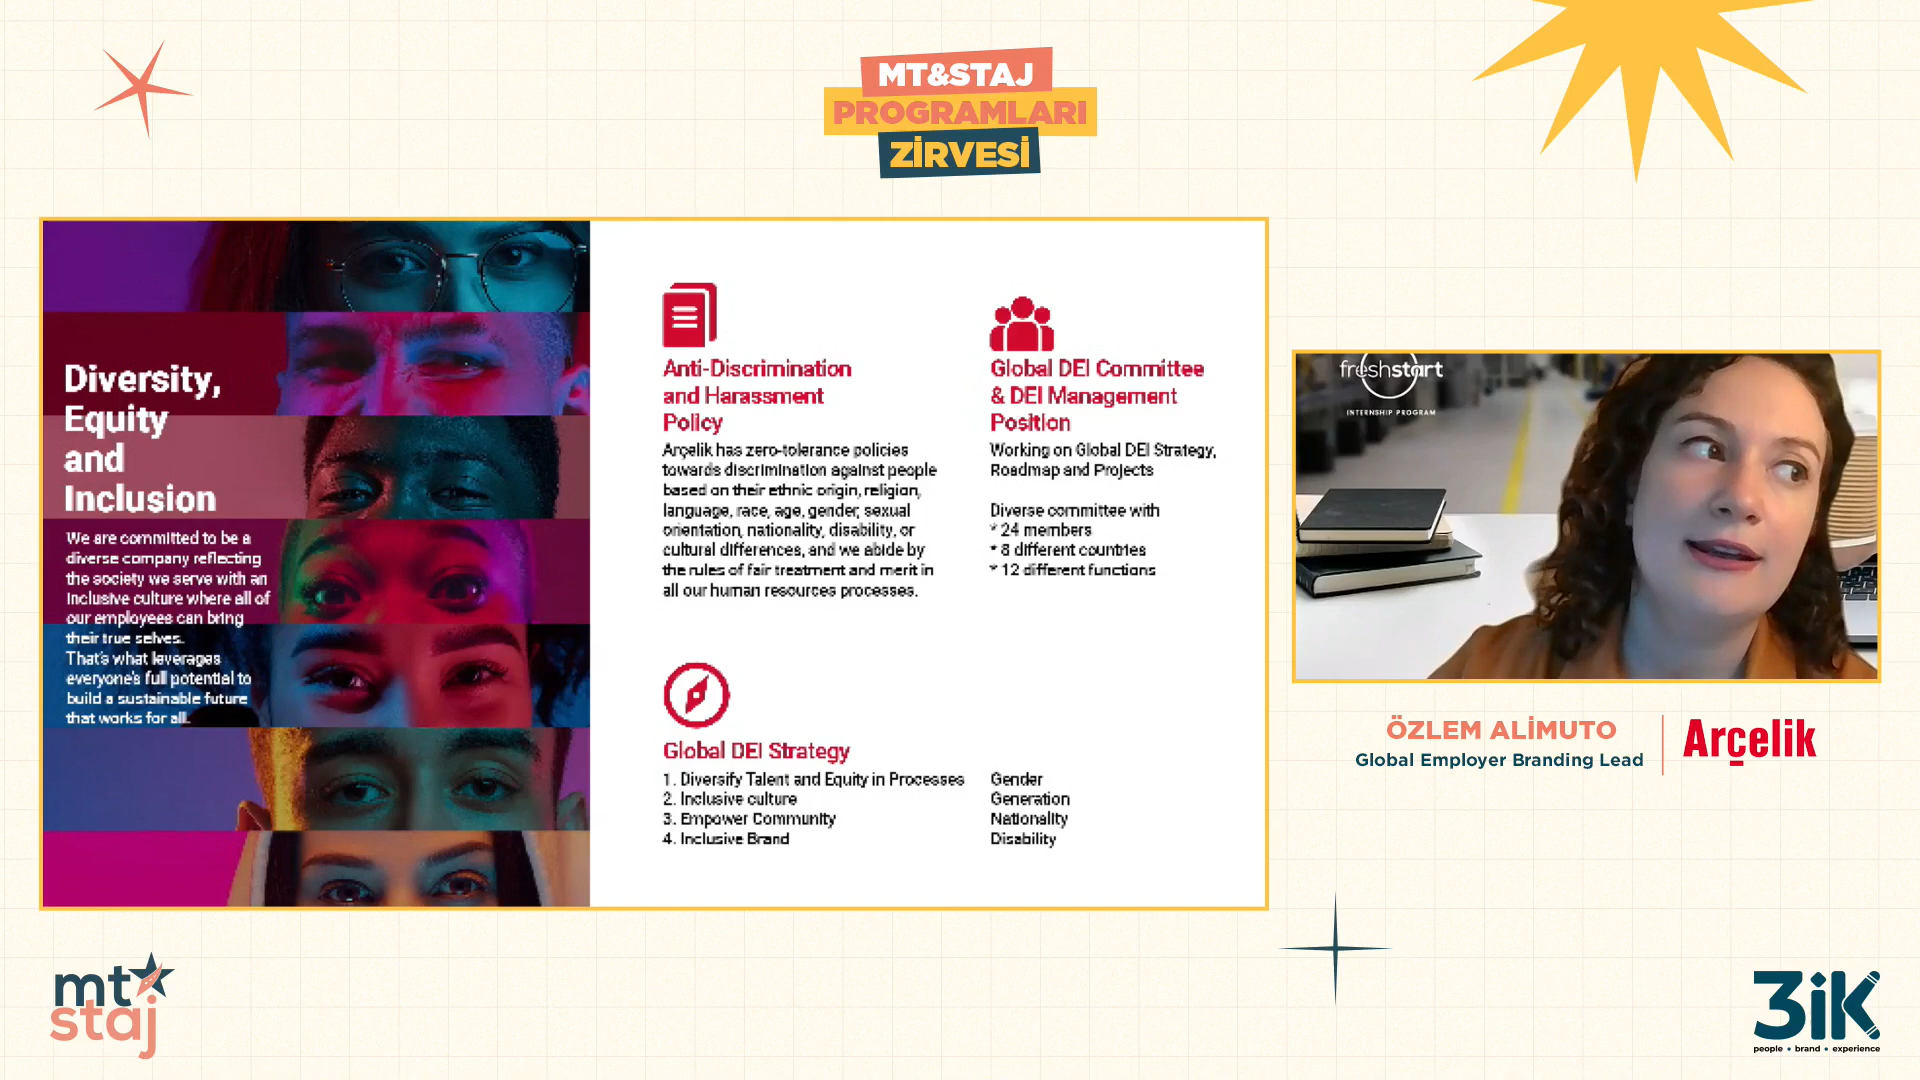 MT&STAJ
PROGRAMLARI
ZİRVESİ
Diversity,
Equity
and
Inclusion
We are committed to be a
diverse company reflecting
the society we serve with an
inclusive culture where all of
our employees can bring
their true selves.
That's what leverages
everyone's full potential to
build a sustainable future
that works for all.
Anti-Discrimination
and Harassment
Policy
Arçelik has zero-tolerance policies
towards discrimination against people
based on their ethnic origin, religion,
language, race, age, gender, sexual
orientation, nationality, disability, or
cultural differences, and we abide by
the rules of fair treatment and merit in
all our human resources processes.
Global DEI Committee
& DEI Management
Position
Working on Global DEI Strategy,
Roadmap and Projects
Diverse committee with
* 24 members
* 8 different countries
* 12 different functions
Global DEI Strategy
1. Diversify Talent and Equity in Processes
2. Inclusive culture
3. Empower Community
4. Inclusive Brand
Gender
Generation
Nationality
Disability
freshstart
INTERNSHIP PROGRAM
ÖZLEM ALİMUTO
Global Employer Branding Lead
Arçelik
mt
staj
3iK
people • brand • experience